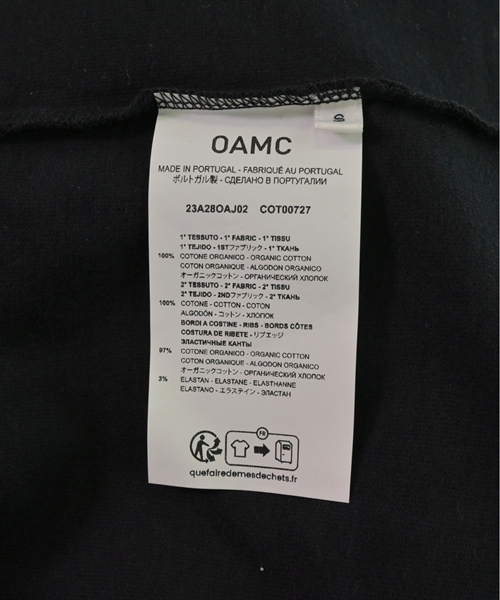 OAMC
MADE IN PORTUGAL - FABRIQUÉ AU PORTUGAL
ポルトガル製 - СДЕЛАНО В ПОРТУГАЛИИ
23A28OAJ02 COT00727
1° TESSUTO - 1° FABRIC - 1° TISSU
1° TEJIDO - 1STファブリック - 1° ТКАНЬ
100% COTONE ORGANICO - ORGANIC COTTON
COTON ORGANIQUE - ALGODON ORGANICO
オーガニックコットン - ОРГАНИЧЕСКИЙ ХЛОПОК
2° TESSUTO - 2° FABRIC - 2° TISSU
2° TEJIDO - 2NDファブリック - 2° ТКАНЬ
100% COTONE - COTTON - COTON
ALGODÓN - コットン - ХЛОПОК
BORDI A COSTINE - RIBS - BORDS CÔTES
COSTURA DE RIBETE - リブエッジ
ЭЛАСТИЧНЫЕ КАНТЫ
97% COTONE ORGANICO - ORGANIC COTTON
COTON ORGANIQUE - ALGODON ORGANICO
オーガニックコットン - ОРГАНИЧЕСКИЙ ХЛОПОК
3% ELASTAN - ELASTANE - ELASTHANNE
ELASTANO - エラステイン - ЭЛАСТАН
FR
quefairedemesdechets.fr